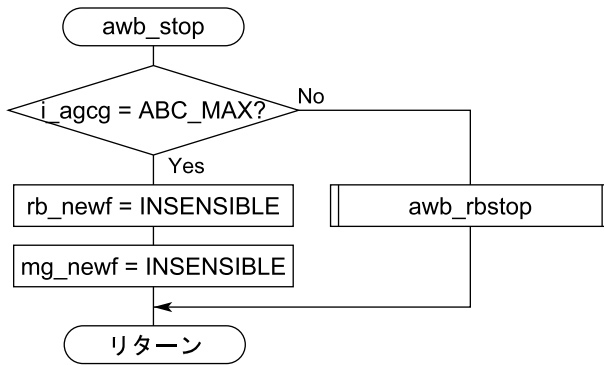 awb_stop
i_agcg = ABC_MAX?
No
Yes
rb_newf = INSENSIBLE
awb_rbstop
mg_newf = INSENSIBLE
リターン